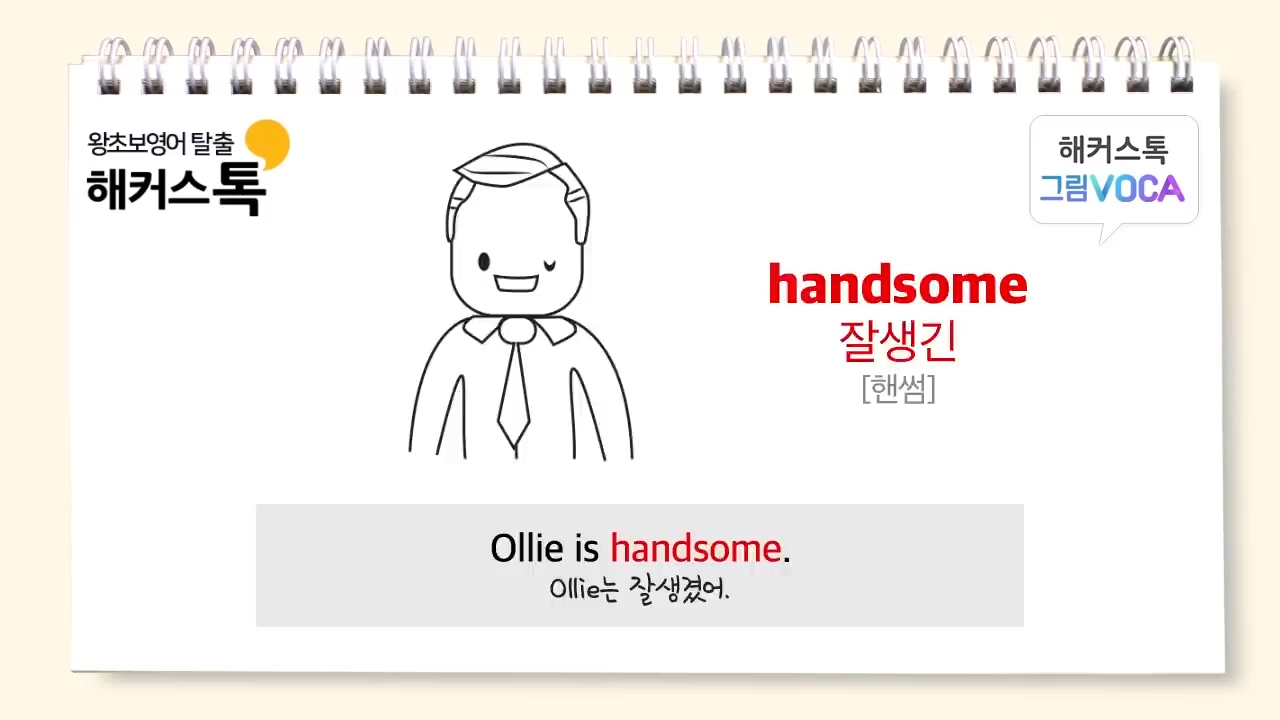 왕초보영어 탈출
해커스톡
해커스톡
그림VOCA
handsome
잘생긴
[핸썸]
Ollie is handsome.
Ollie는 잘생겼어.